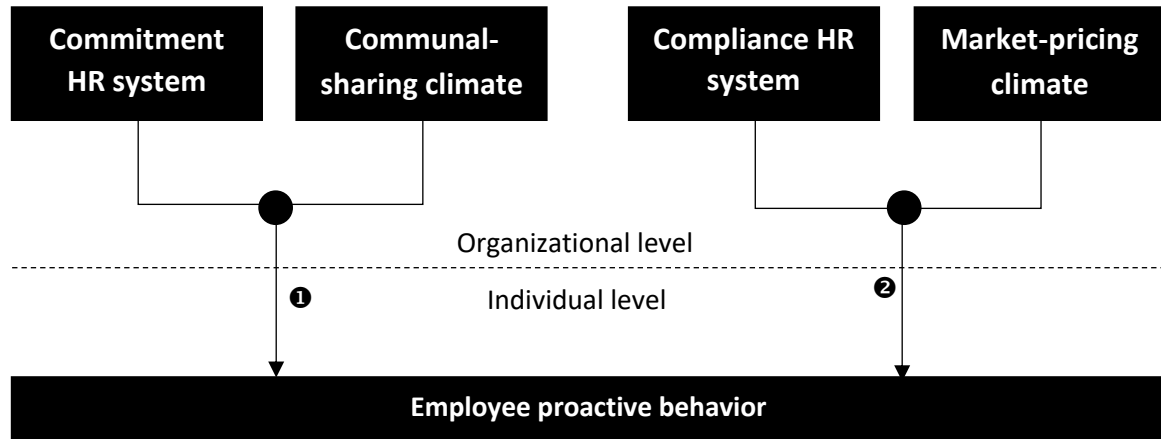 Commitment
HR system
Communal-
sharing climate
Compliance HR
system
Market-pricing
climate
Organizational level
❶
Individual level
❷
Employee proactive behavior